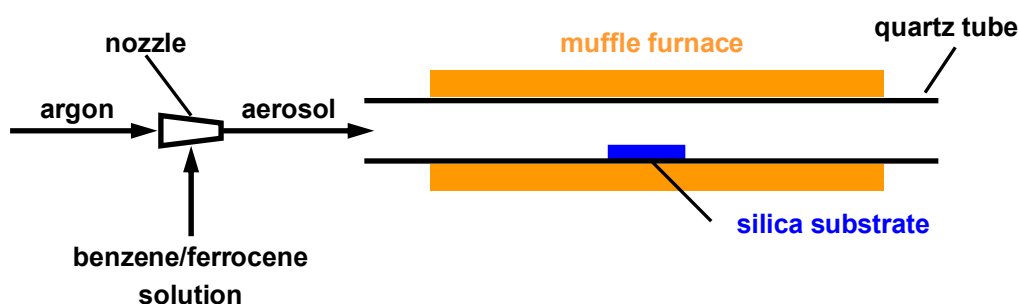 quartz tube
nozzle
muffle furnace
argon
aerosol
silica substrate
benzene/ferrocene
solution